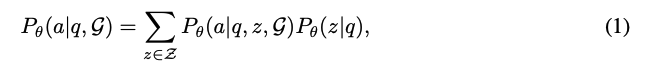 P_θ(a|q, 𝒢) = ∑_{z∈𝒵} P_θ(a|q, z, 𝒢)P_θ(z|q), (1)